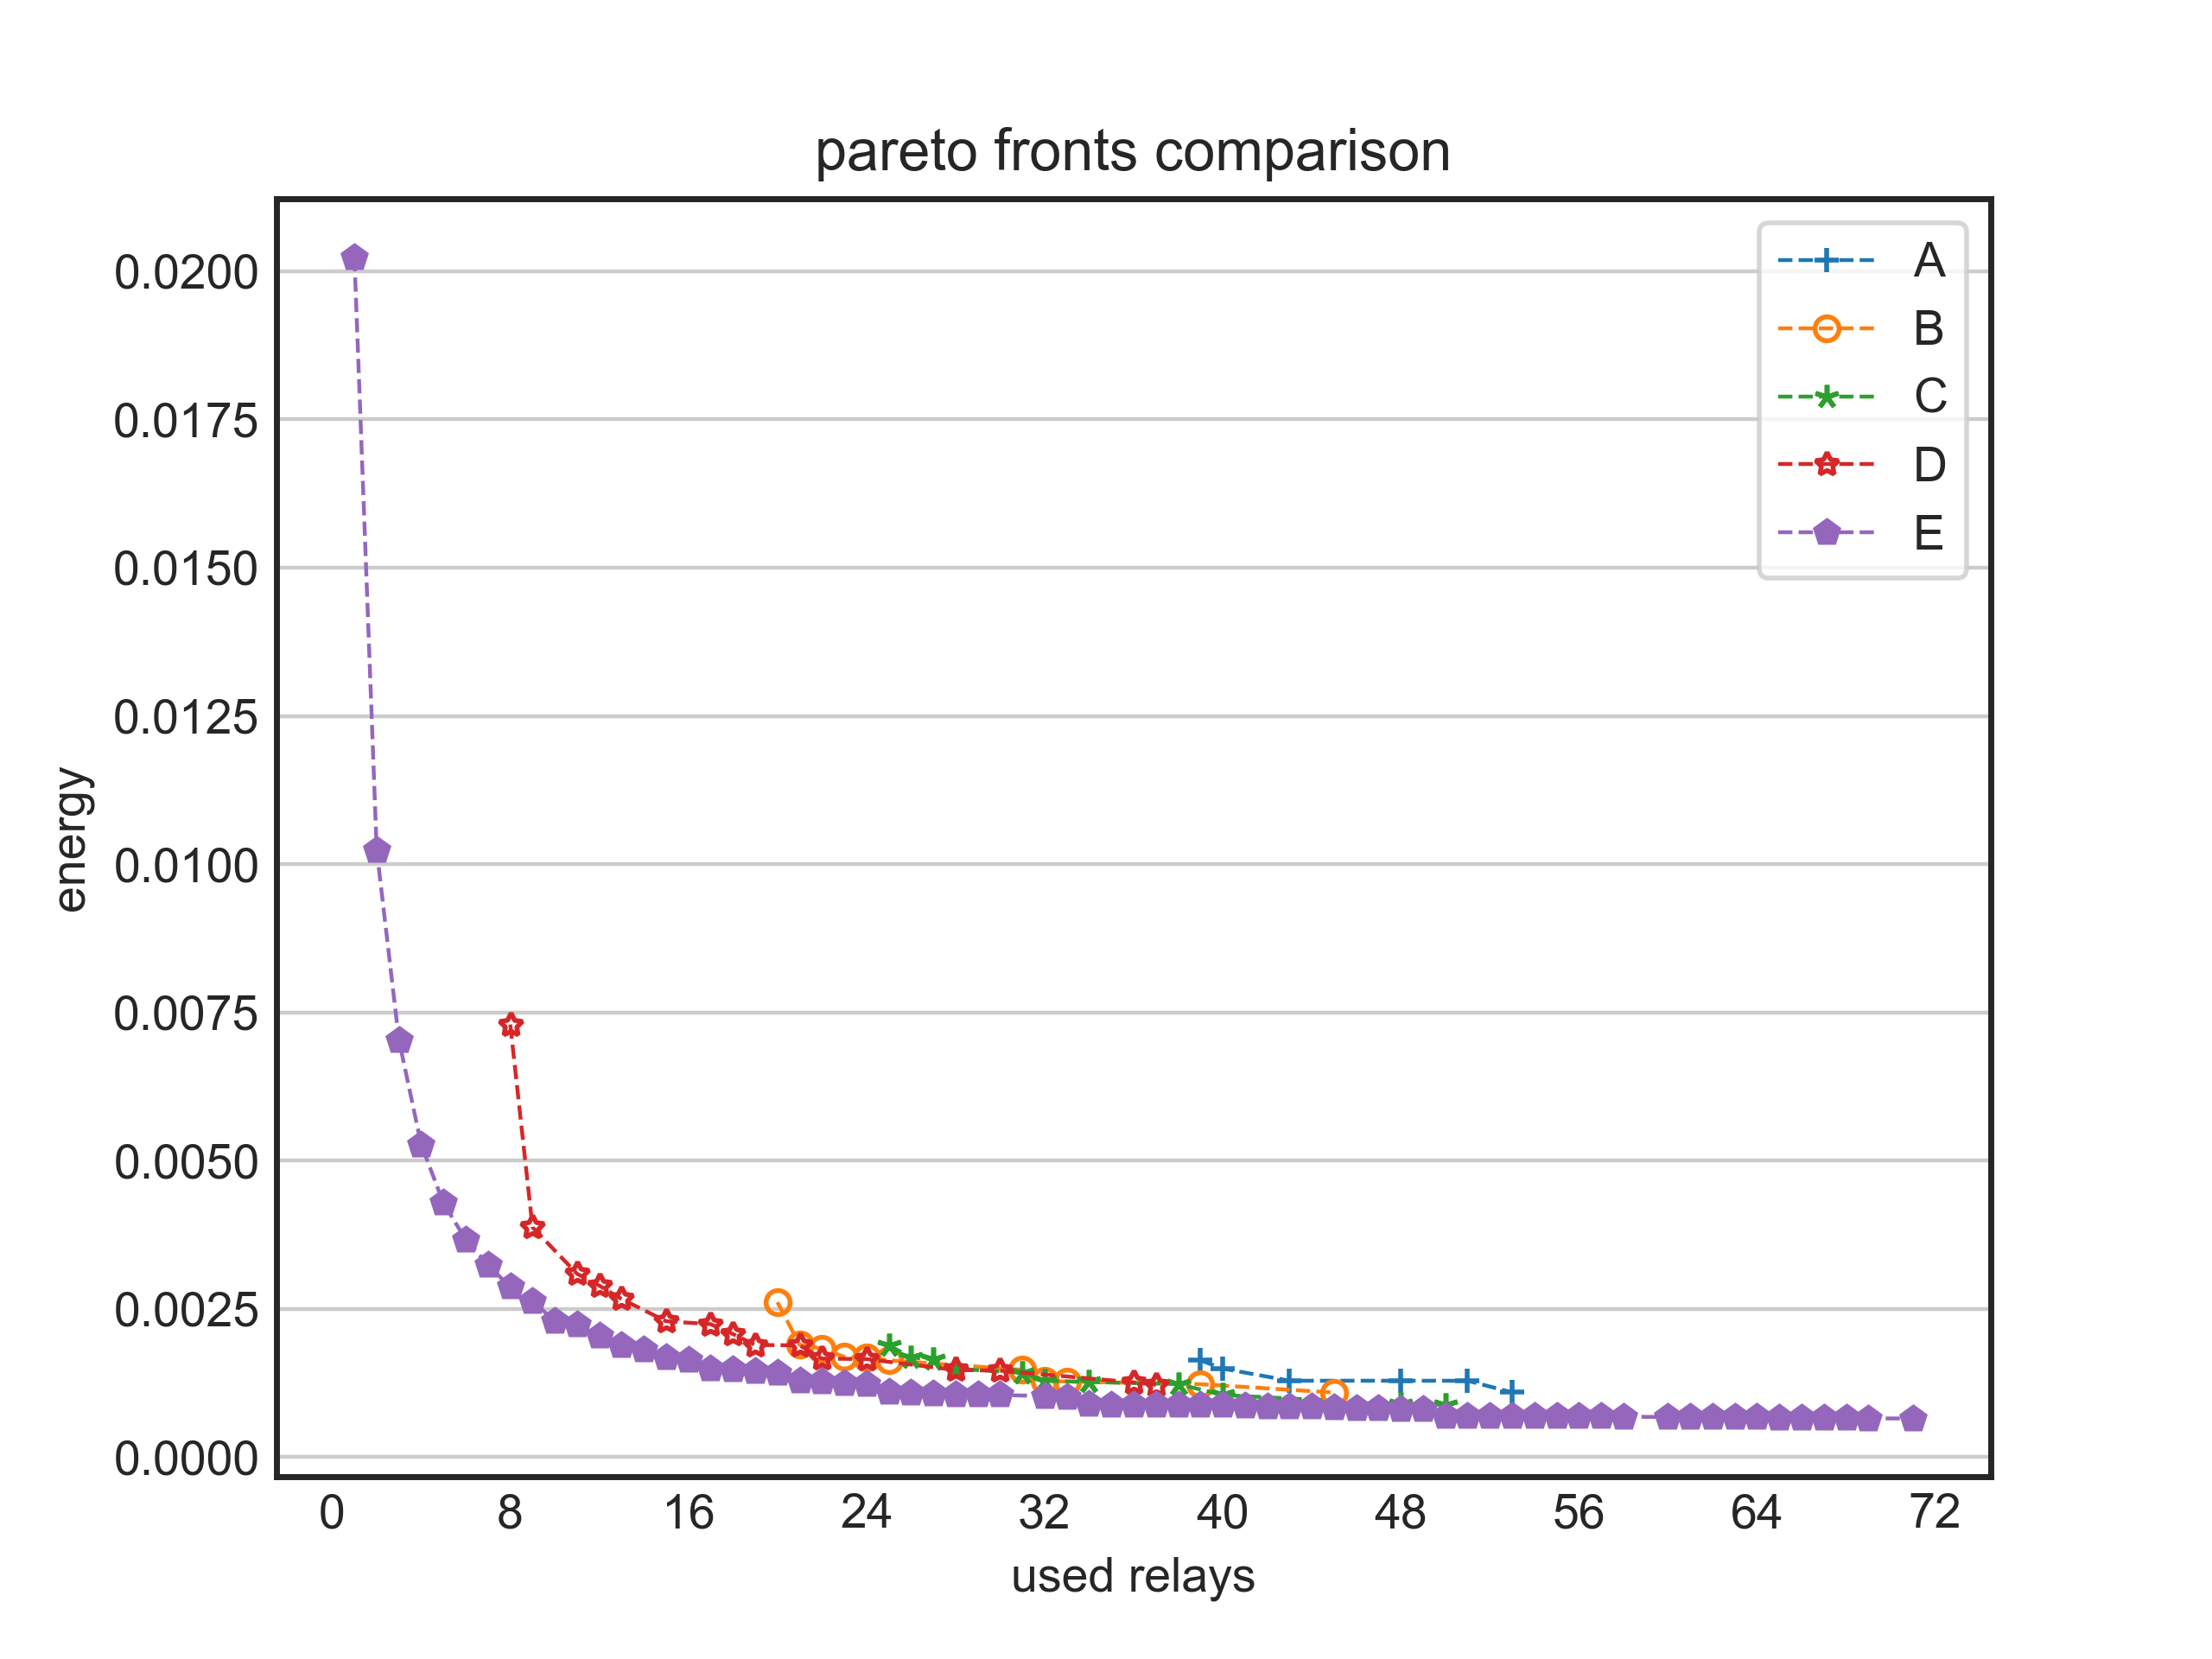 pareto fronts comparison
0.0200
0.0175
0.0150
0.0125
0.0100
0.0075
0.0050
0.0025
0.0000
energy
0 8 16 24 32 40 48 56 64 72
used relays
A
B
C
D
E